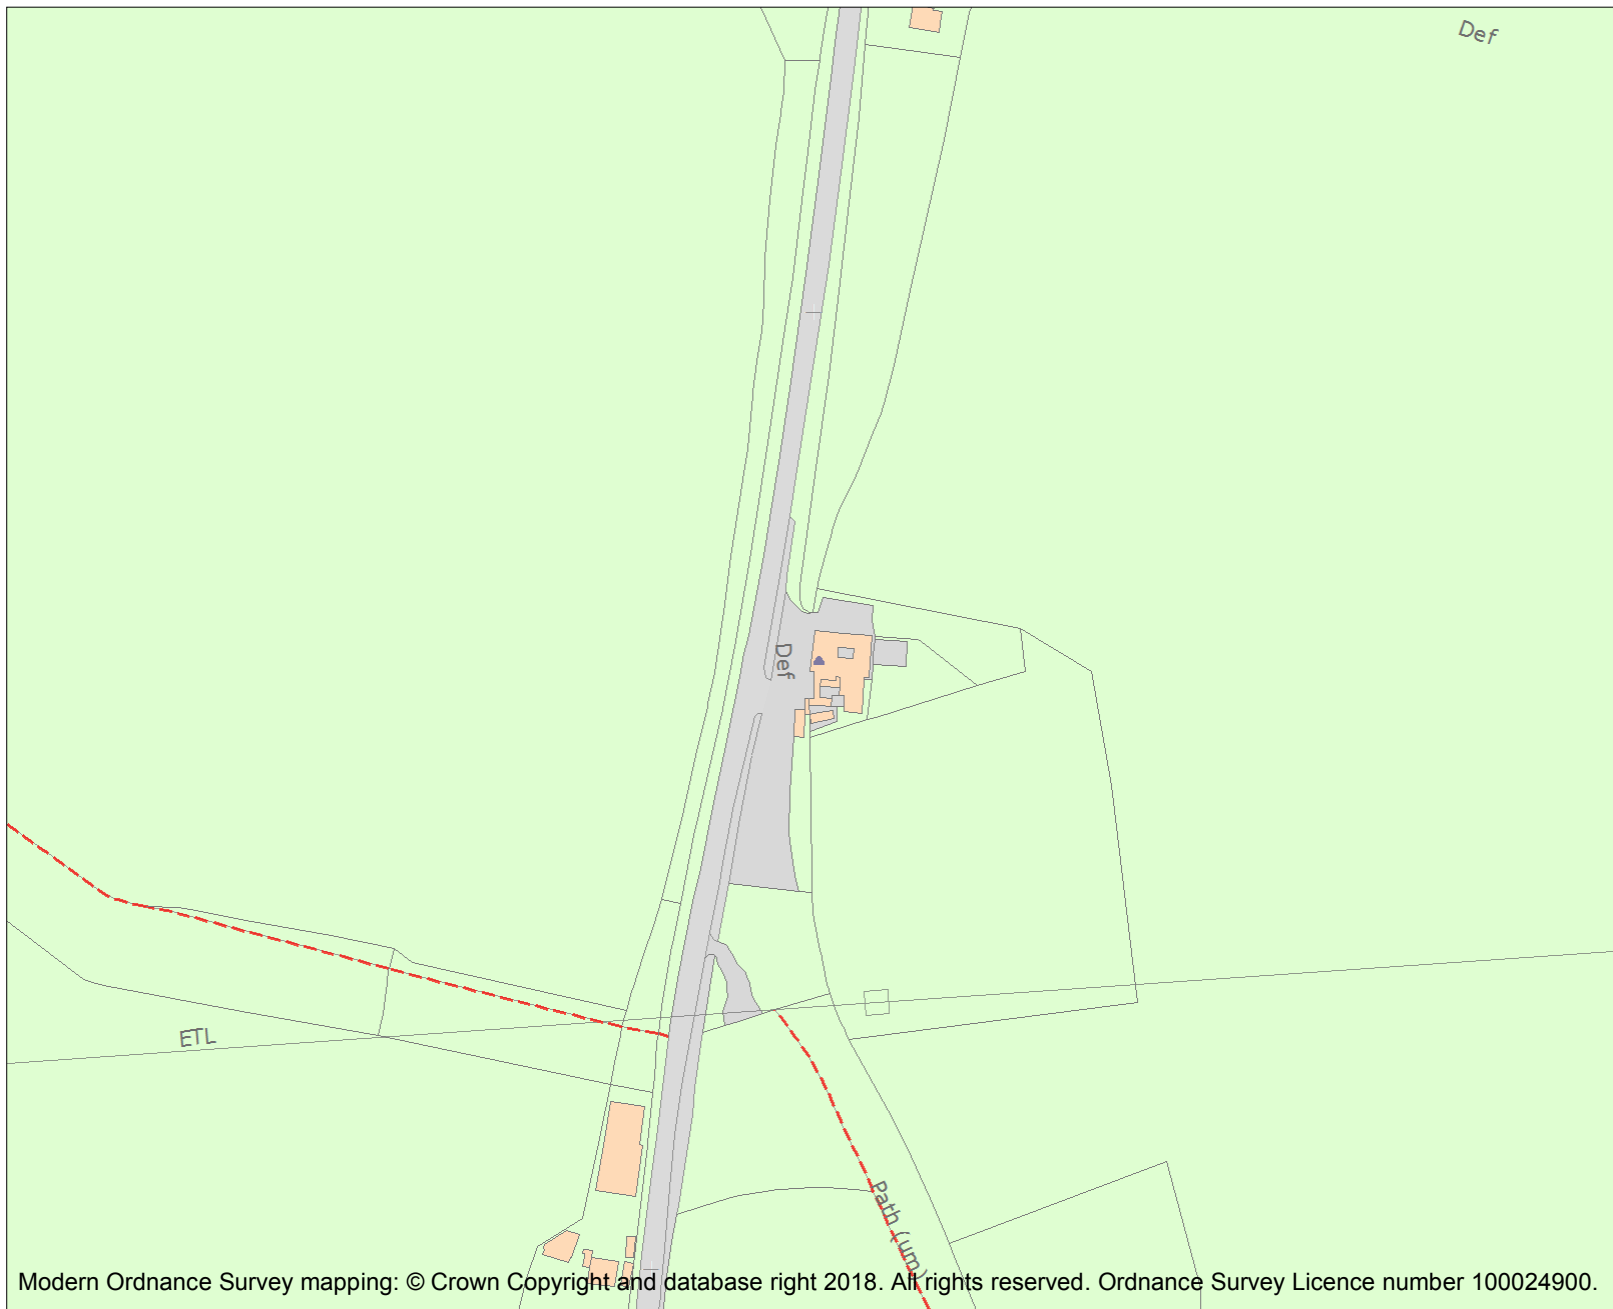 Def
Def
ETL
Path (um)
Modern Ordnance Survey mapping: © Crown Copyright and database right 2018. All rights reserved. Ordnance Survey Licence number 100024900.